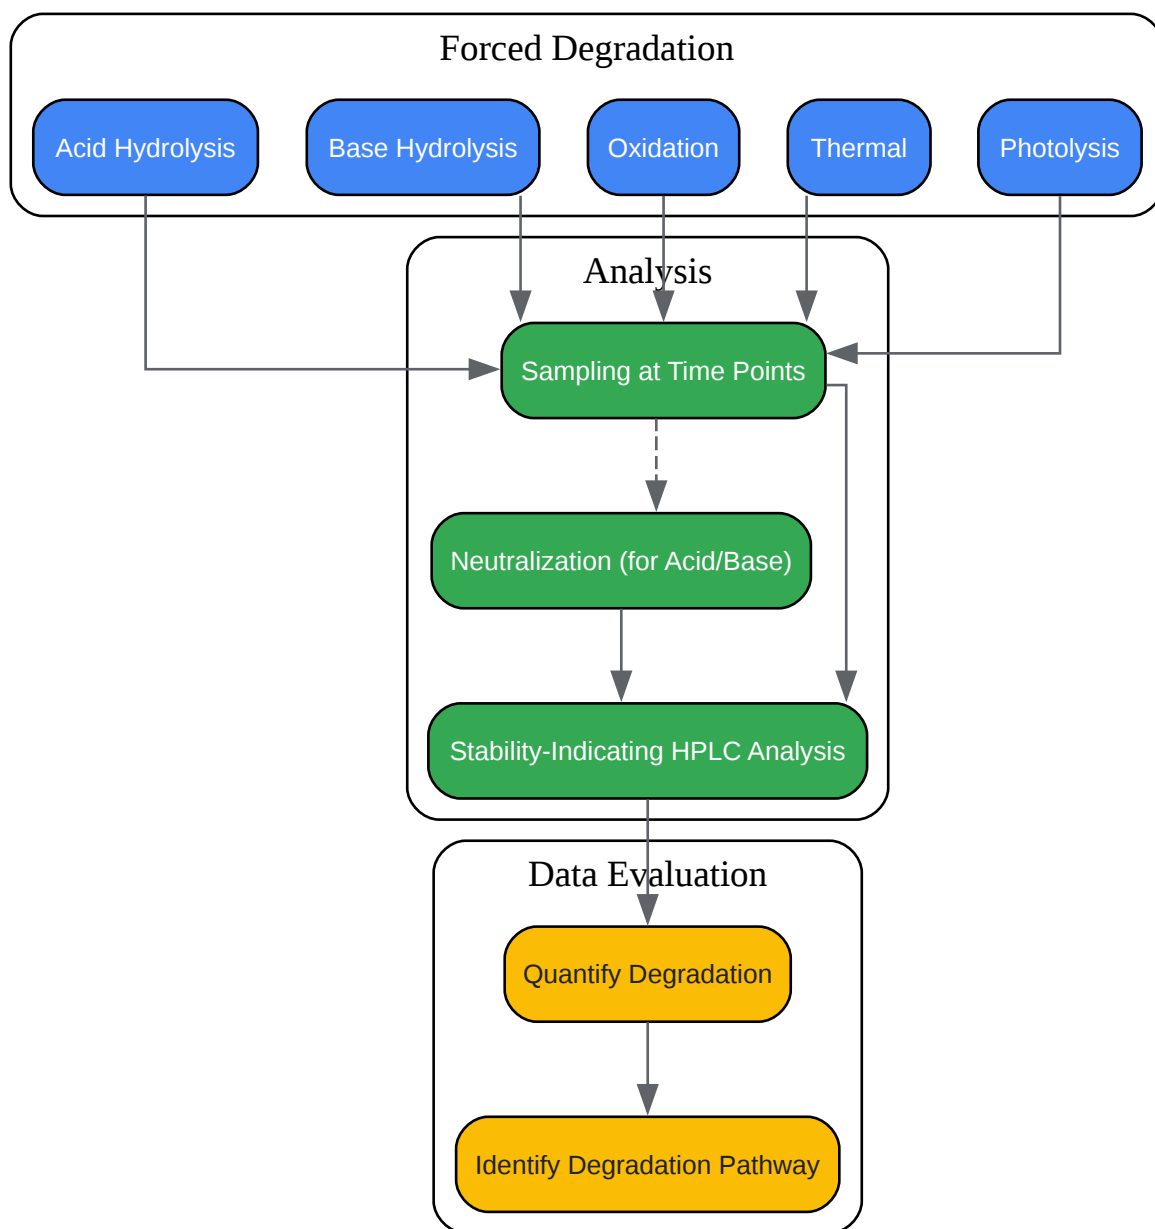 Forced Degradation
Acid Hydrolysis
Base Hydrolysis
Oxidation
Thermal
Photolysis
Analysis
Sampling at Time Points
Neutralization (for Acid/Base)
Stability-Indicating HPLC Analysis
Data Evaluation
Quantify Degradation
Identify Degradation Pathway